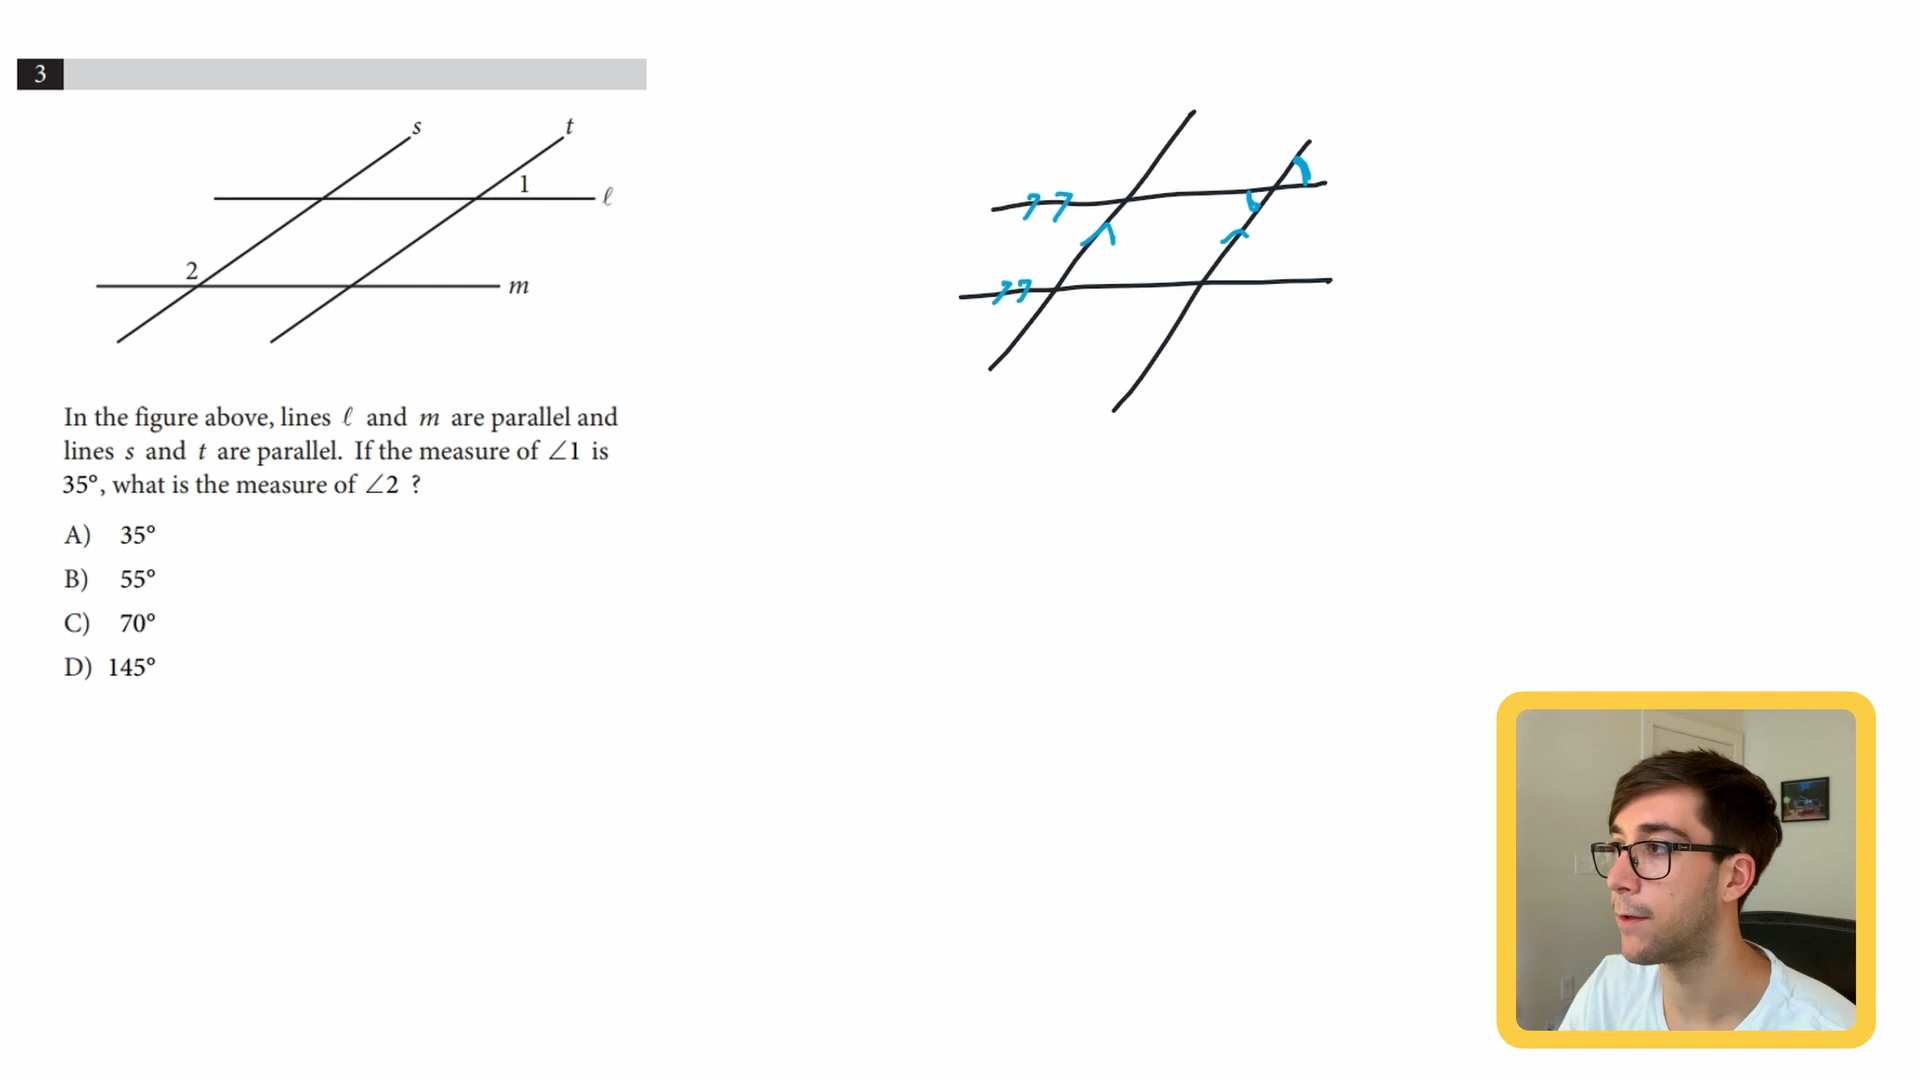 3
s
t
1
ℓ
2
m
In the figure above, lines ℓ and m are parallel and
lines s and t are parallel. If the measure of ∠1 is
35°, what is the measure of ∠2 ?
A) 35°
B) 55°
C) 70°
D) 145°